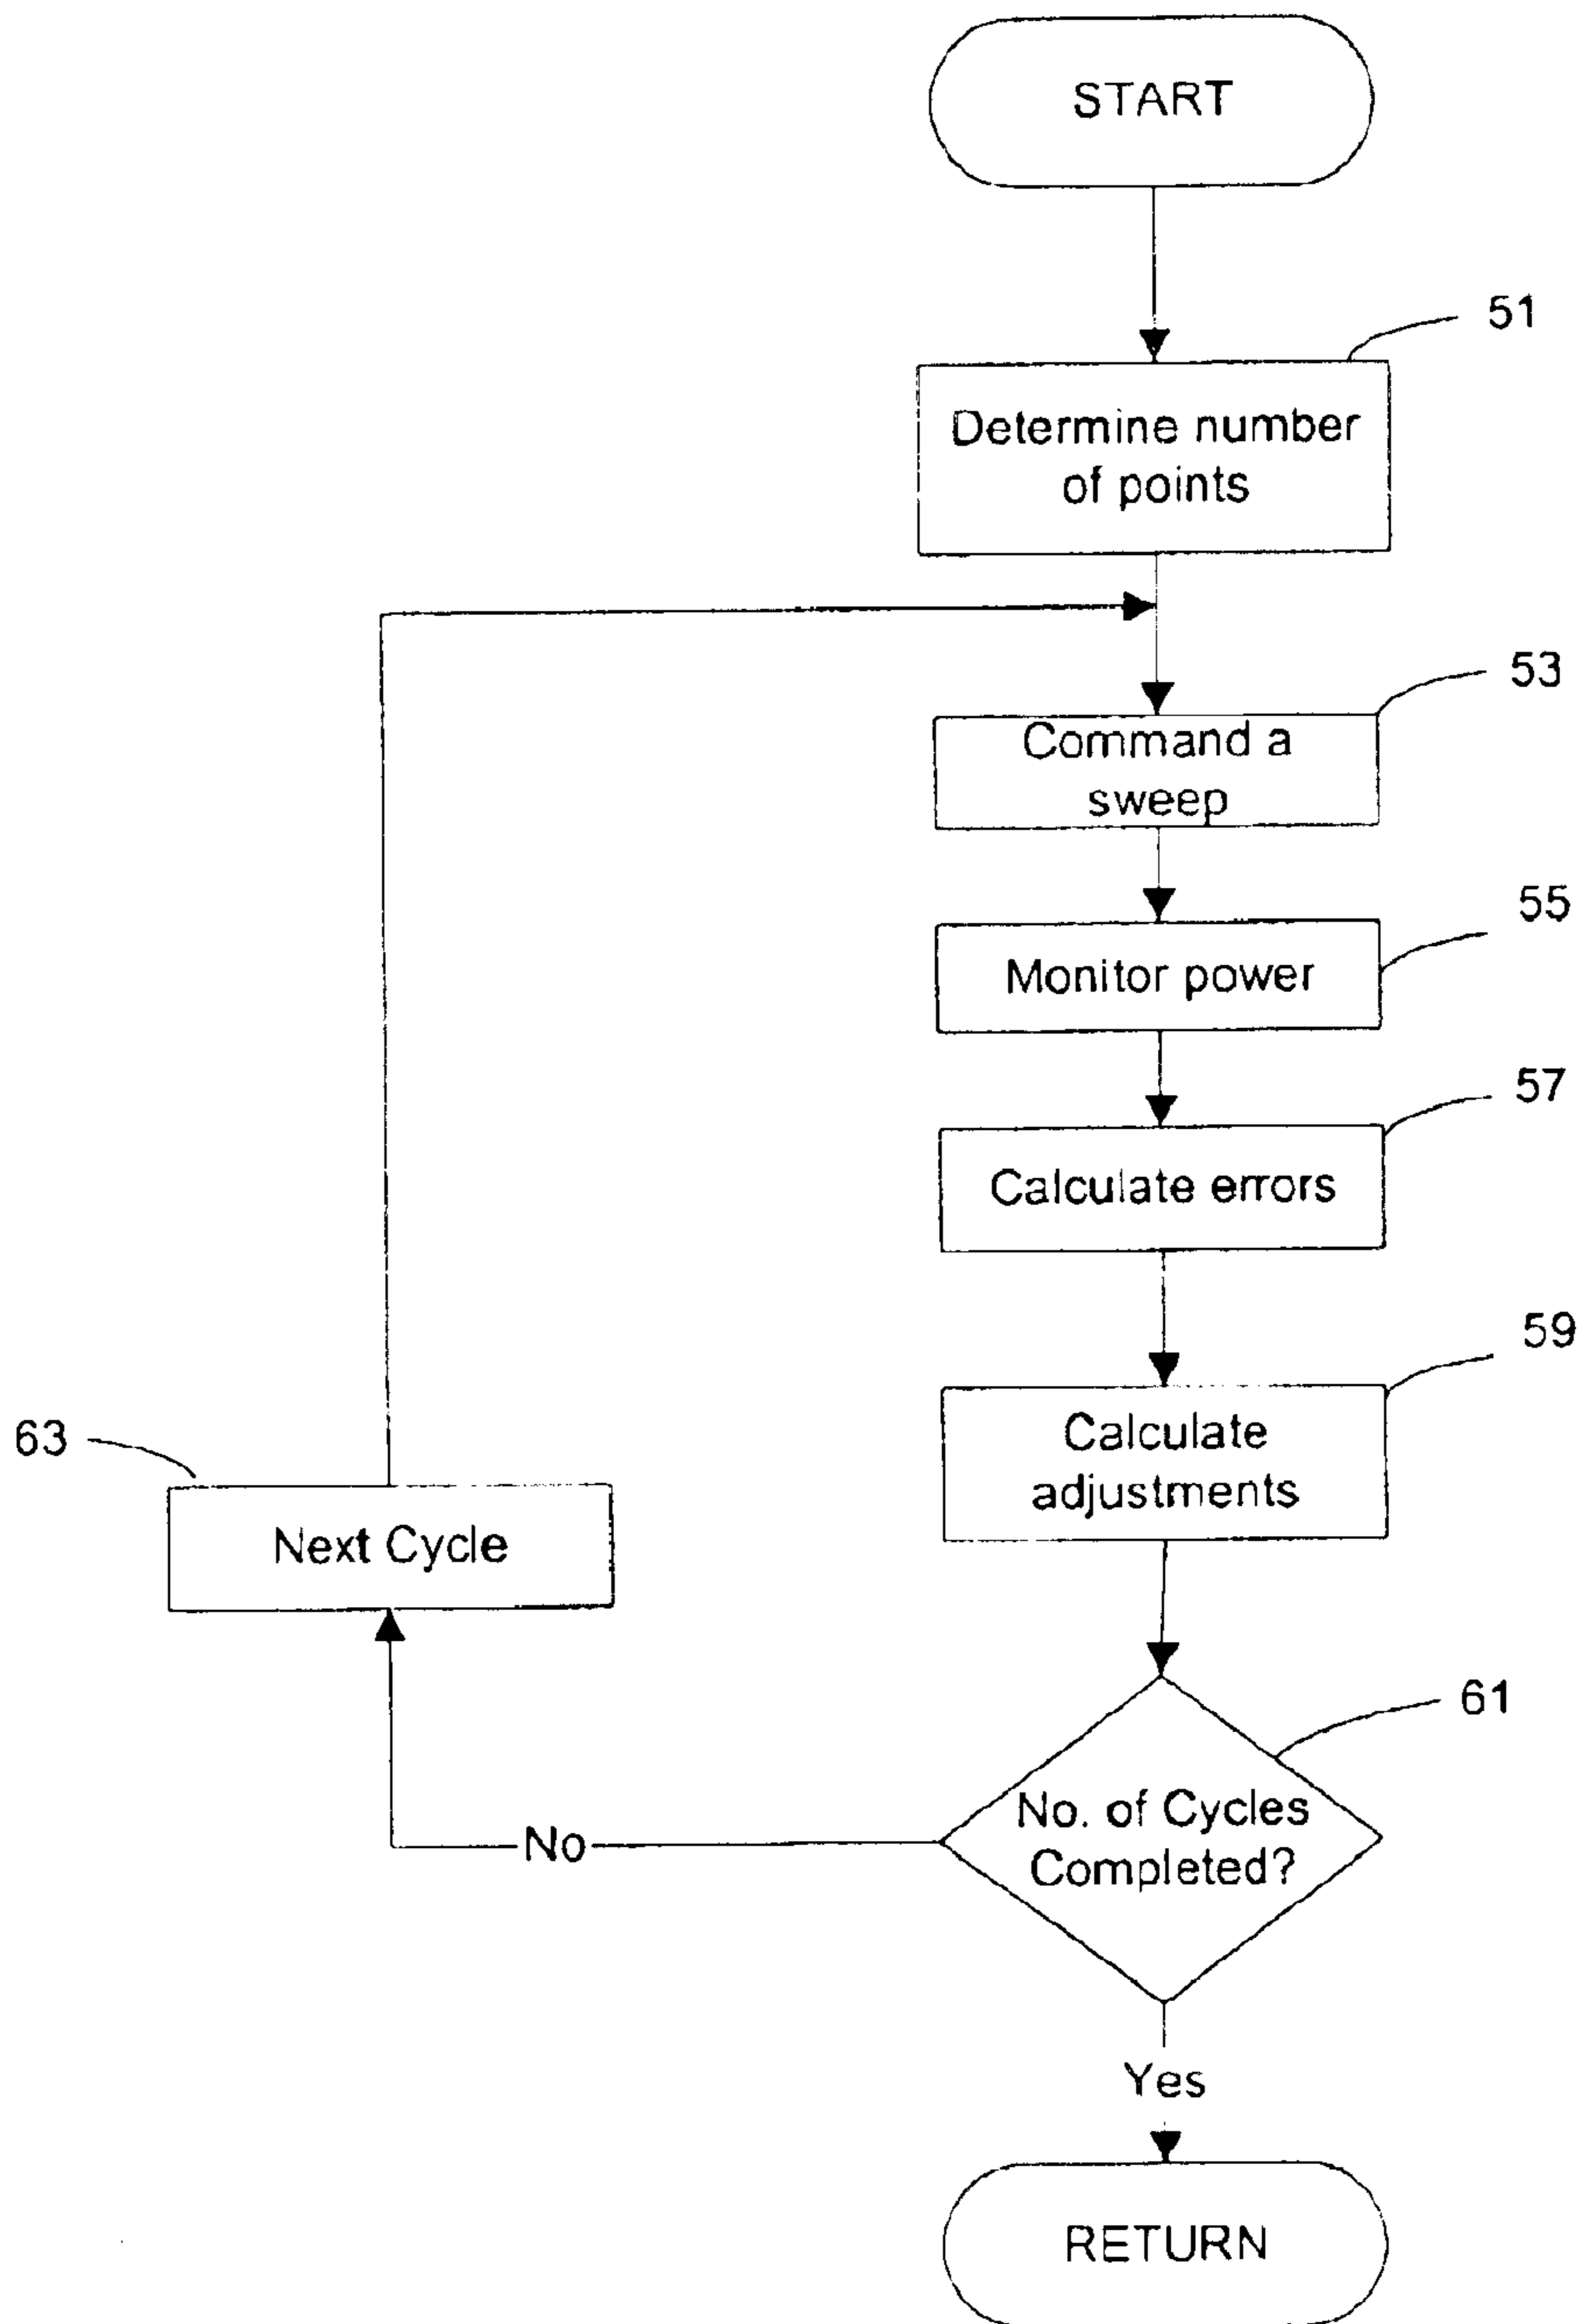 START
51
Determine number
of points
53
Command a
sweep
55
Monitor power
57
Calculate errors
59
Calculate
adjustments
63
Next Cycle
61
No. of Cycles
Completed?
No
Yes
RETURN